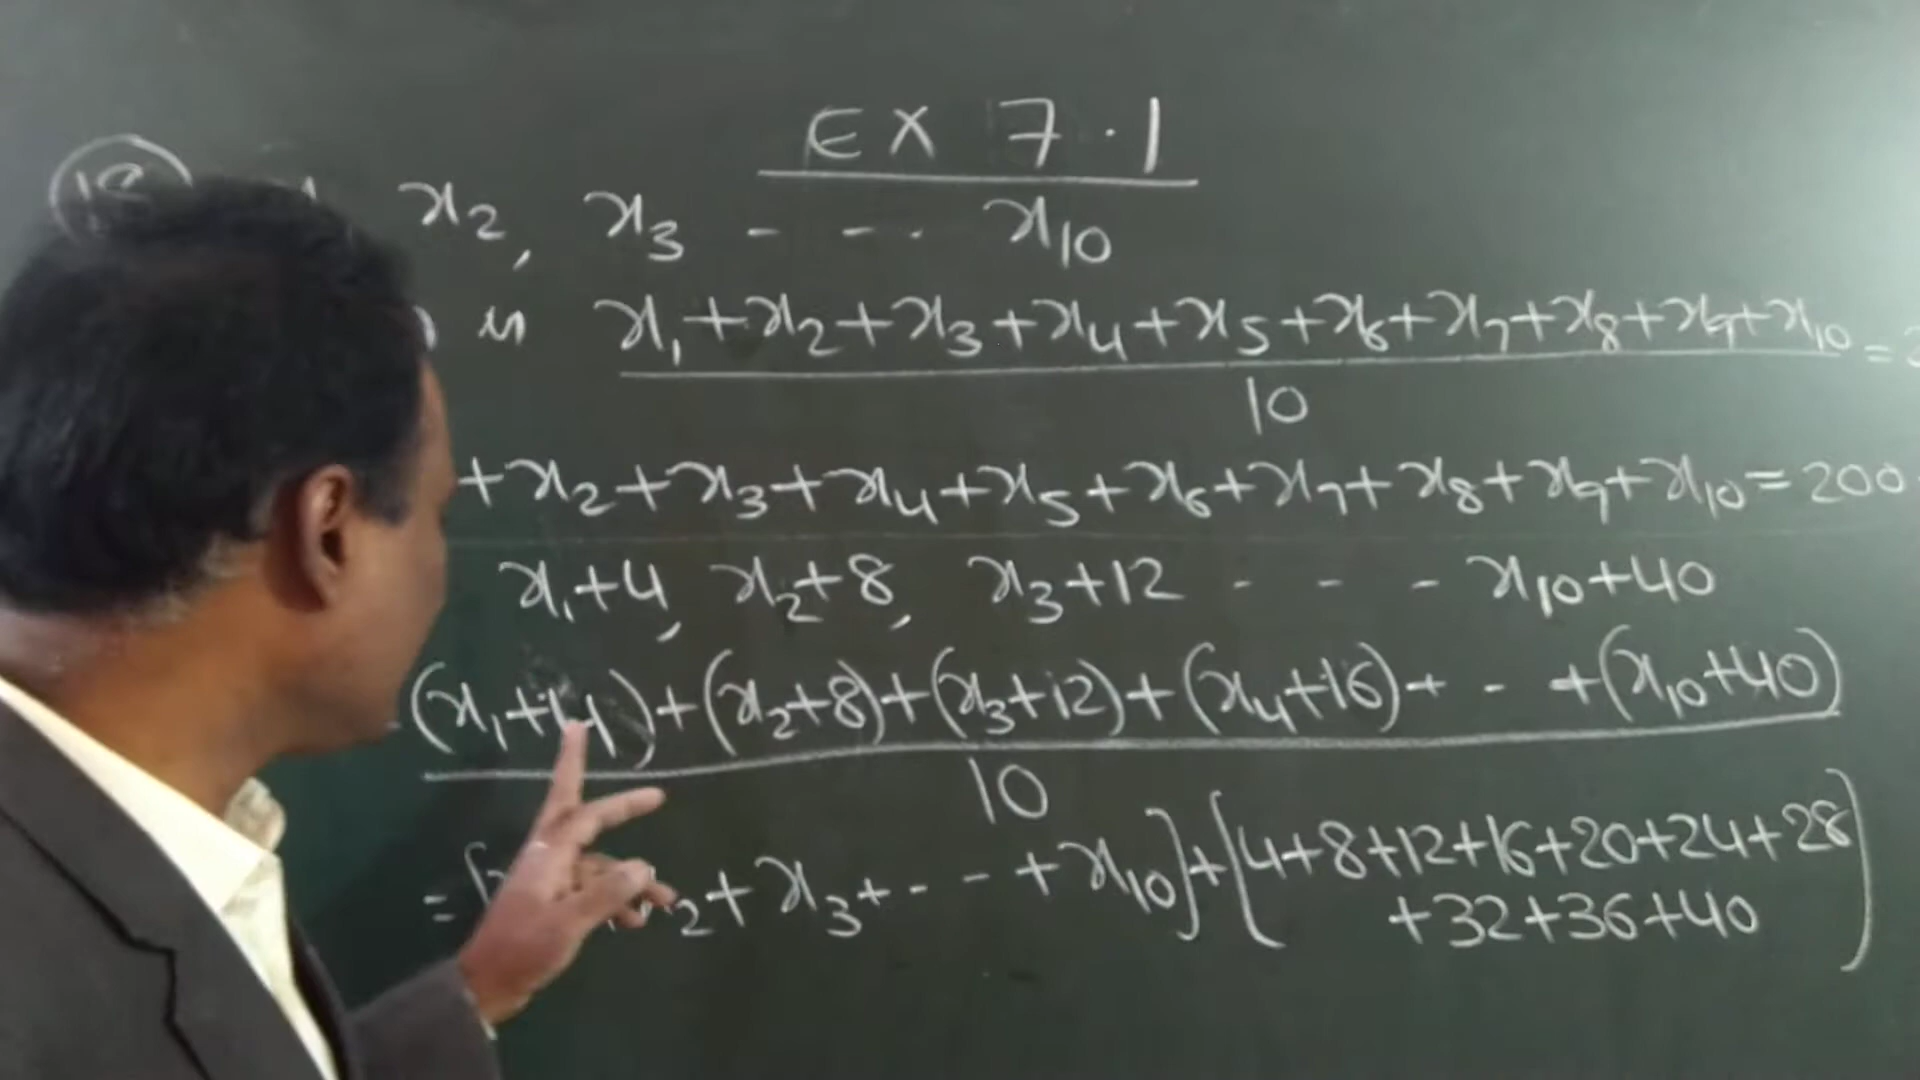 EX 7.1
x2, x3 - - - x10
is x1+x2+x3+x4+x5+x6+x7+x8+x9+x10 =
10
+x2+x3+x4+x5+x6+x7+x8+x9+x10=200
x1+4, x2+8, x3+12 - - - x10+40
(x1+4)+(x2+8)+(x3+12)+(x4+16)+ - +(x10+40)
10
= [ 2+x3+- - +x10]+[4+8+12+16+20+24+28
+32+36+40]